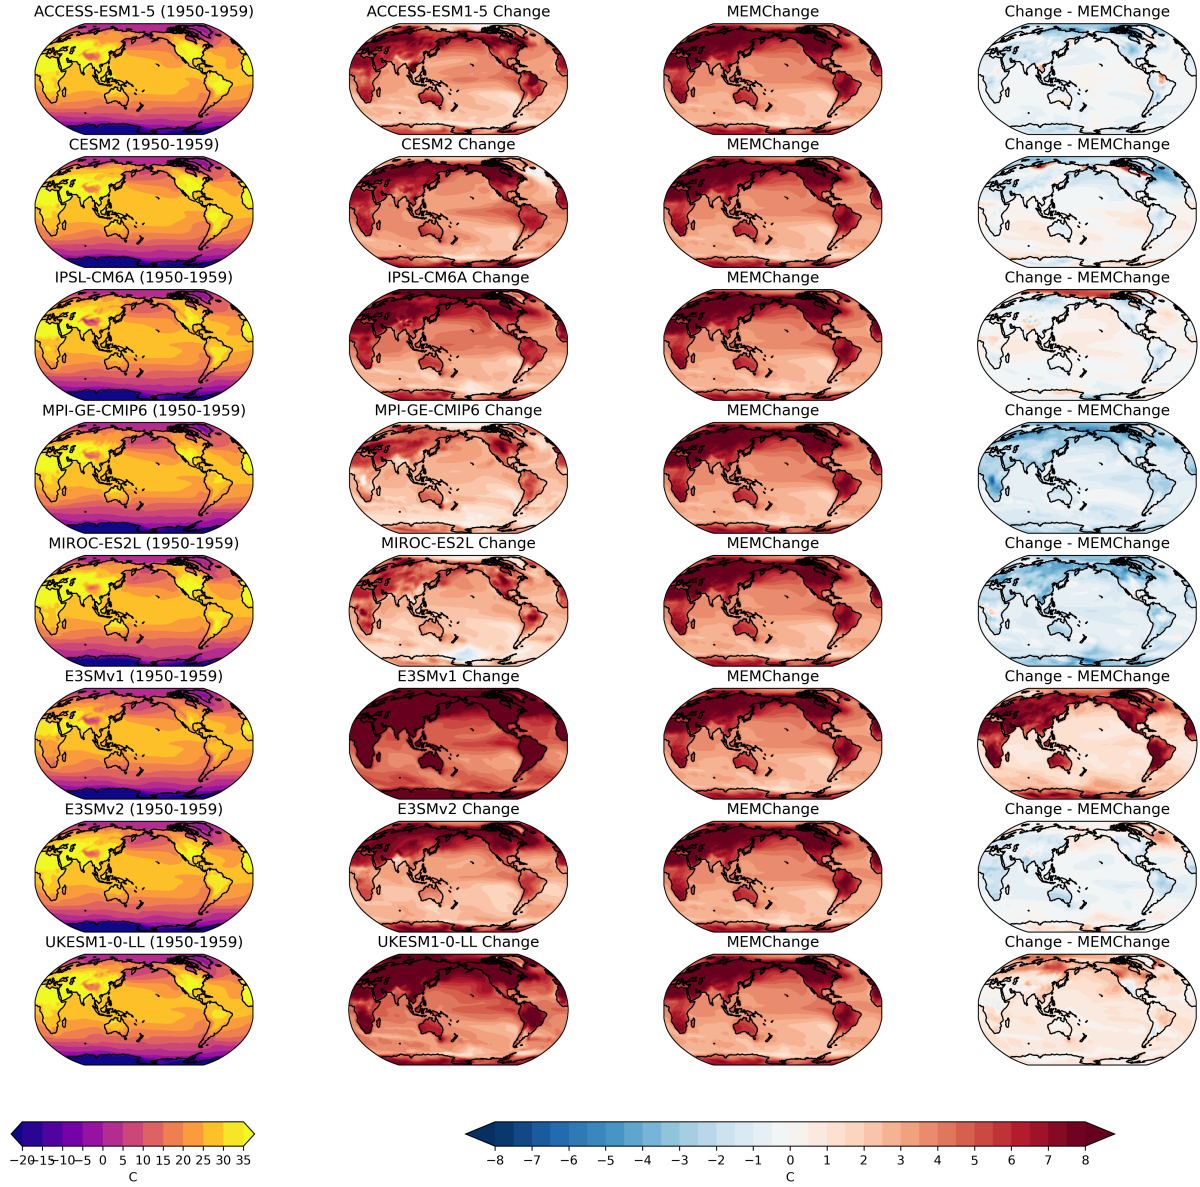 ACCESS-ESM1-5 (1950-1959) ACCESS-ESM1-5 Change MEMChange Change - MEMChange
CESM2 (1950-1959) CESM2 Change MEMChange Change - MEMChange
IPSL-CM6A (1950-1959) IPSL-CM6A Change MEMChange Change - MEMChange
MPI-GE-CMIP6 (1950-1959) MPI-GE-CMIP6 Change MEMChange Change - MEMChange
MIROC-ES2L (1950-1959) MIROC-ES2L Change MEMChange Change - MEMChange
E3SMv1 (1950-1959) E3SMv1 Change MEMChange Change - MEMChange
E3SMv2 (1950-1959) E3SMv2 Change MEMChange Change - MEMChange
UKESM1-0-LL (1950-1959) UKESM1-0-LL Change MEMChange Change - MEMChange
−20 −15 −10 −5 0 5 10 15 20 25 30 35 −8 −7 −6 −5 −4 −3 −2 −1 0 1 2 3 4 5 6 7 8
C C